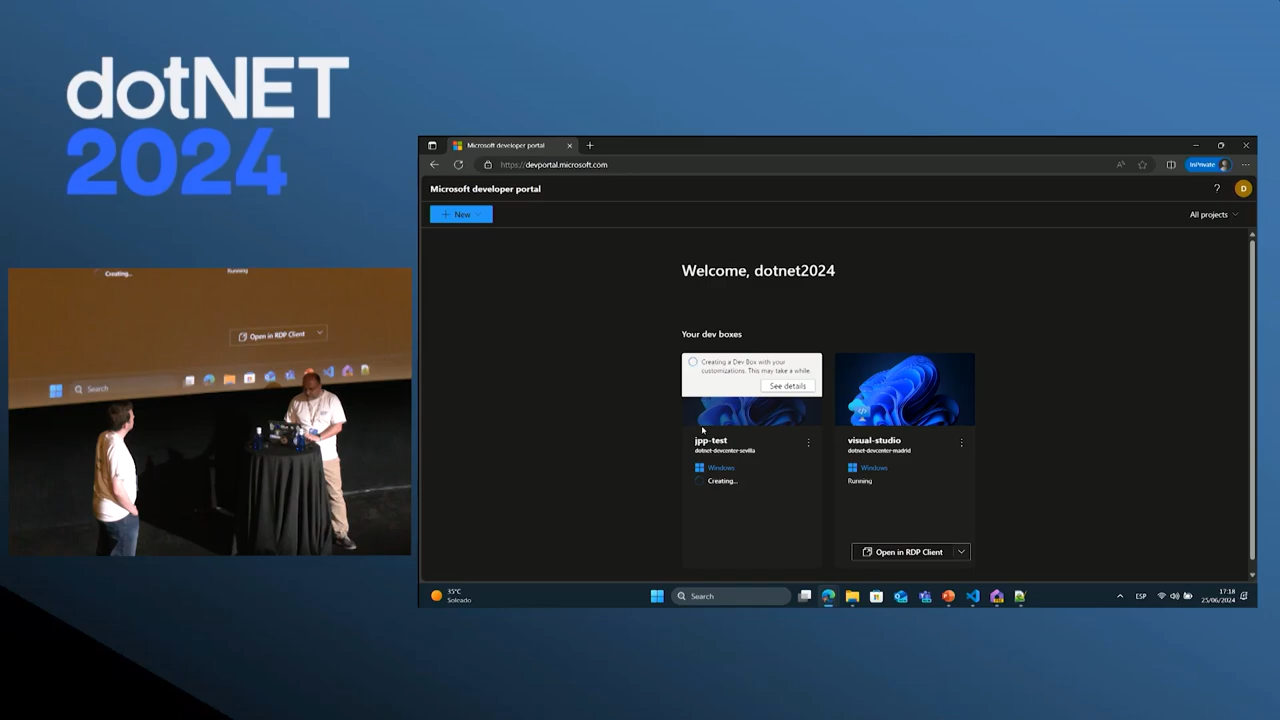 dotNET
2024
Microsoft developer portal
https://devportal.microsoft.com
InPrivate
Microsoft developer portal
?
D
New
All projects
Welcome, dotnet2024
Your dev boxes
Creating a Dev Box with your
customizations. This may take a while.
See details
jpp-test
dotnet-devcenter-sevilla
Windows
Creating...
visual-studio
dotnet-devcenter-madrid
Windows
Running
Open in RDP Client
35°C
Soleado
Search
ESP
17:18
25/06/2024
Creating...
Running
Open in RDP Client
Search